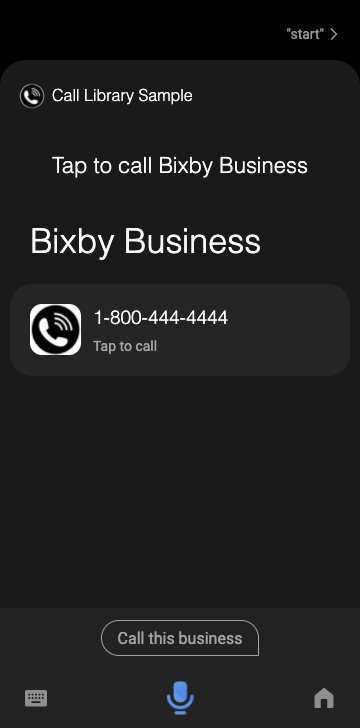 "start"
Call Library Sample
Tap to call Bixby Business
Bixby Business
1-800-444-4444
Tap to call
Call this business